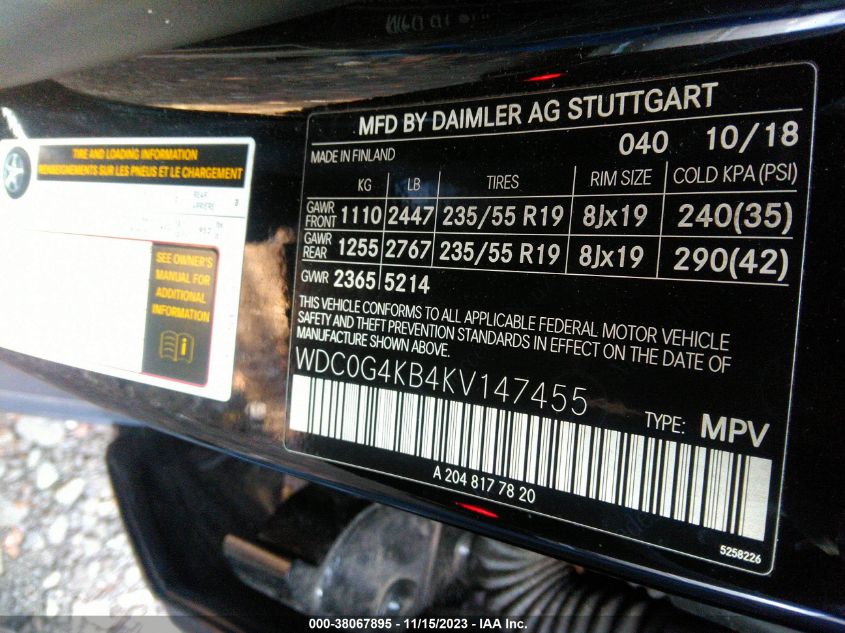 MFD BY DAIMLER AG STUTTGART
MADE IN FINLAND 040 10/18
KG LB TIRES RIM SIZE COLD KPA (PSI)
GAWR FRONT 1110 2447 235/55 R19 8Jx19 240(35)
GAWR REAR 1255 2767 235/55 R19 8Jx19 290(42)
GVWR 2365 5214
THIS VEHICLE CONFORMS TO ALL APPLICABLE FEDERAL MOTOR VEHICLE
SAFETY AND THEFT PREVENTION STANDARDS IN EFFECT ON THE DATE OF
MANUFACTURE SHOWN ABOVE.
WDC0G4KB4KV147455
TYPE: MPV
A 204 817 78 20
5258226
TIRE AND LOADING INFORMATION
RENSEIGNEMENTS SUR LES PNEUS ET LE CHARGEMENT
REAR
ARRIÈRE
SEE OWNER'S
MANUAL FOR
ADDITIONAL
INFORMATION
000-38067895 - 11/15/2023 - IAA Inc.